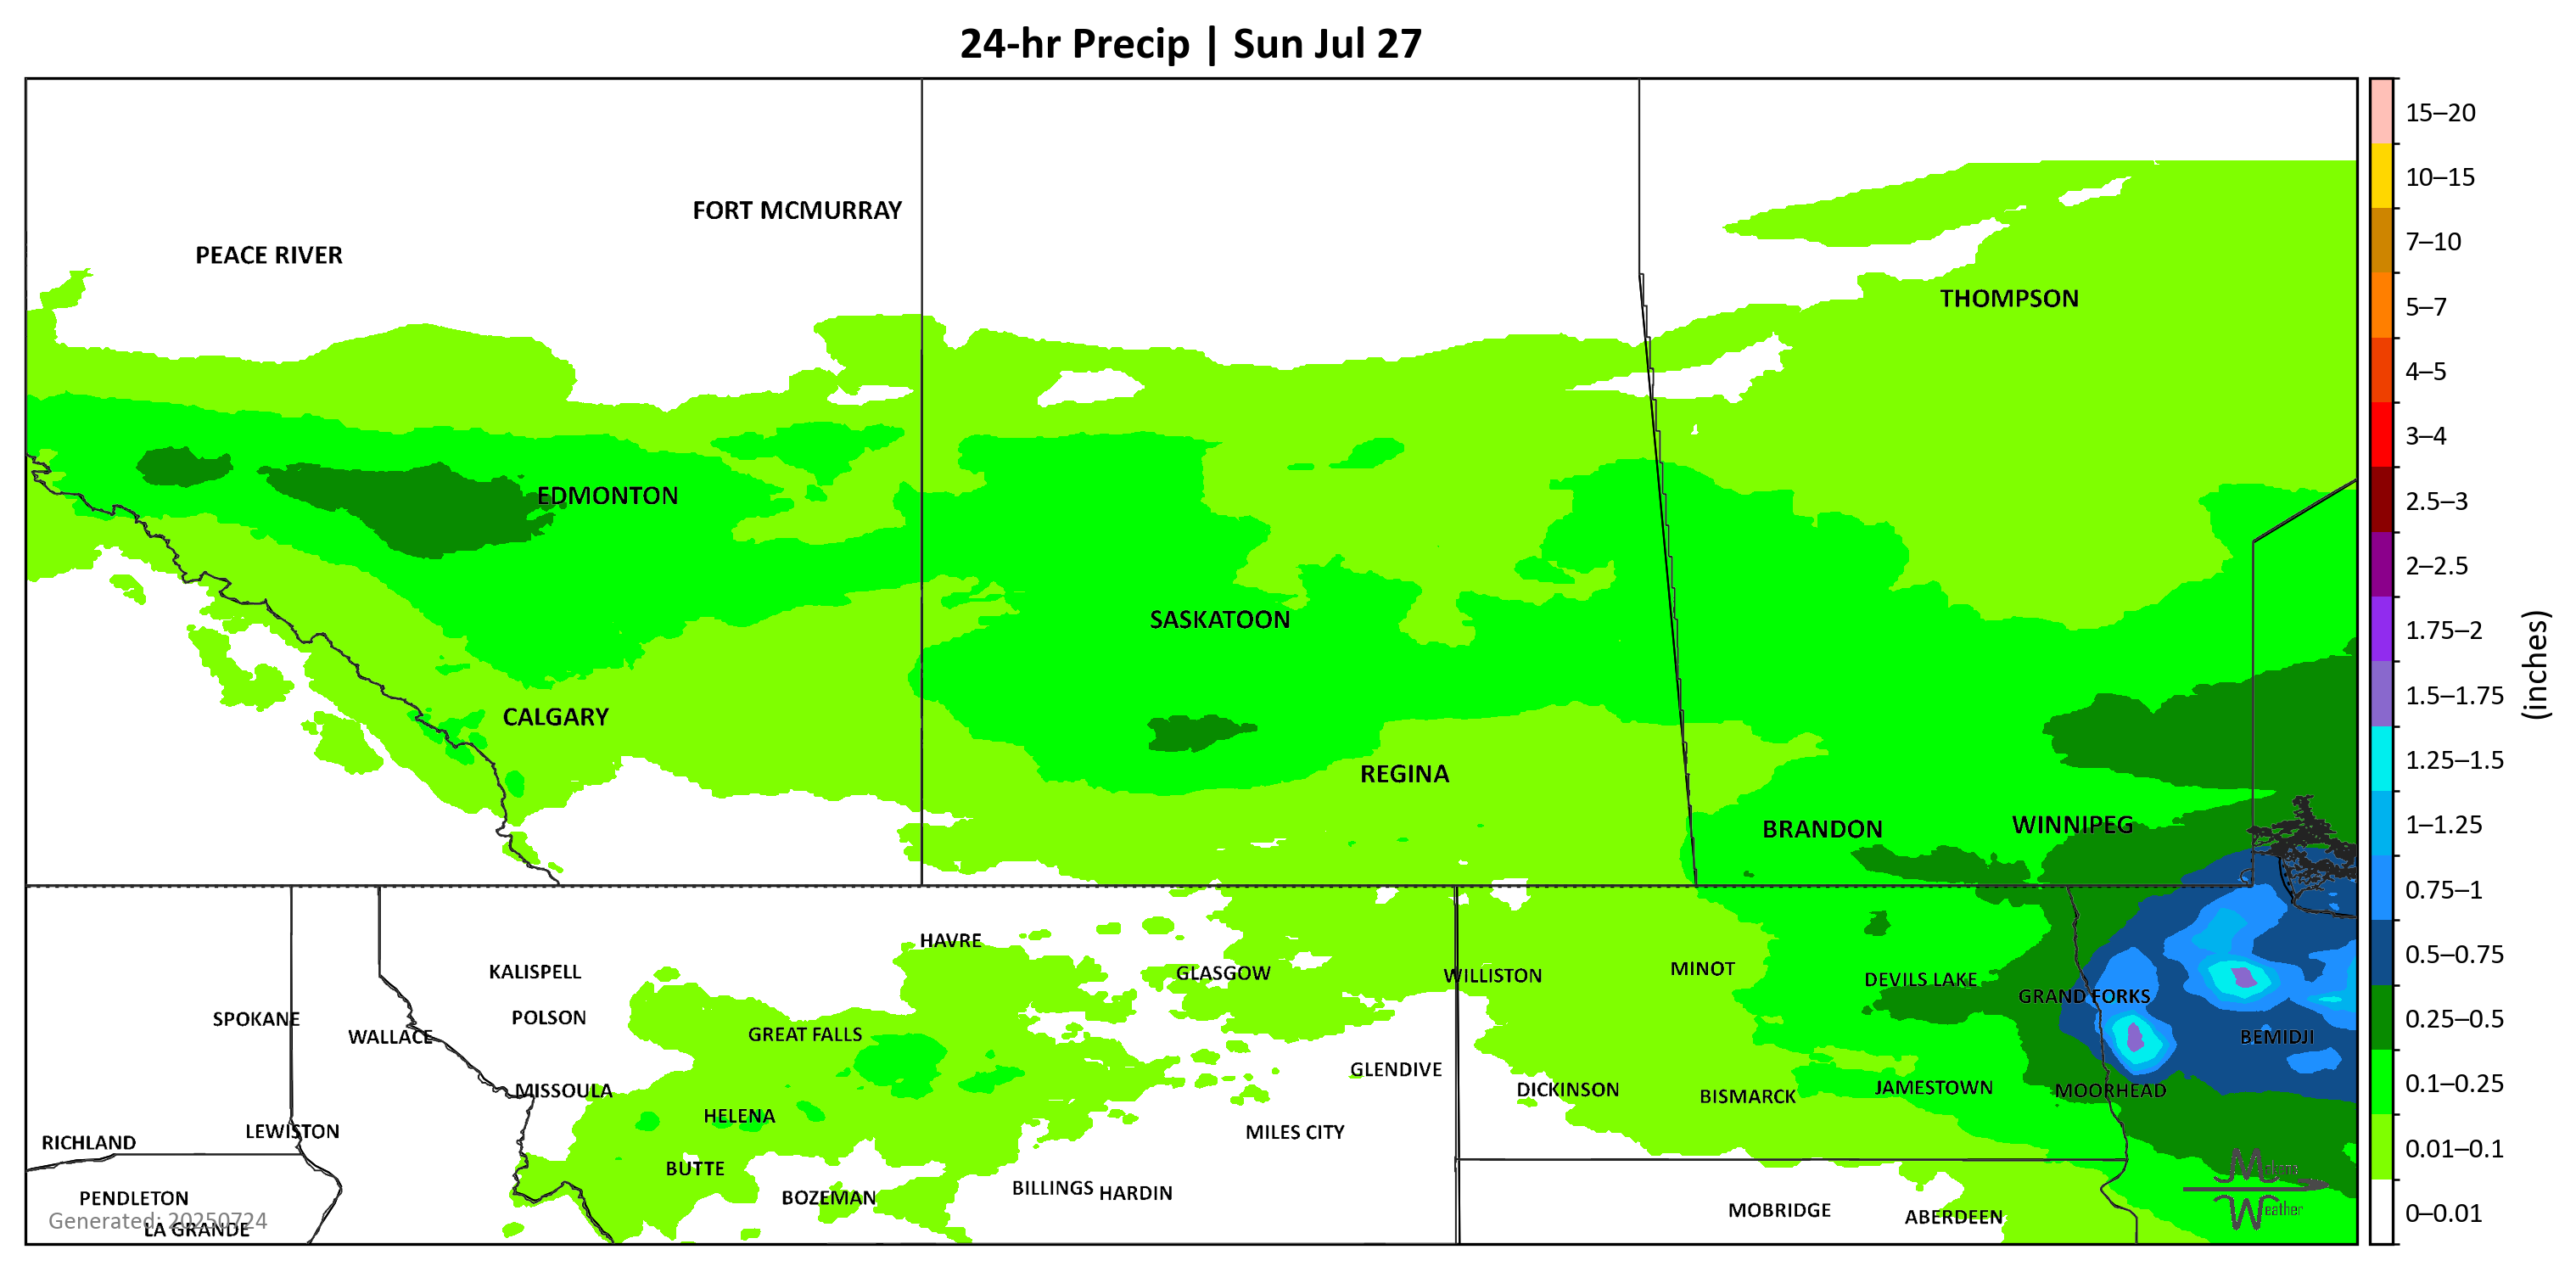 24-hr Precip | Sun Jul 27
FORT MCMURRAY
PEACE RIVER
THOMPSON
EDMONTON
SASKATOON
CALGARY
REGINA
BRANDON
WINNIPEG
HAVRE
KALISPELL
GLASGOW
WILLISTON
MINOT
DEVILS LAKE
GRAND FORKS
SPOKANE
POLSON
WALLACE
GREAT FALLS
BEMIDJI
GLENDIVE
MISSOULA
DICKINSON
BISMARCK
JAMESTOWN
MOORHEAD
HELENA
RICHLAND
LEWISTON
MILES CITY
BUTTE
PENDLETON
BOZEMAN
BILLINGS
HARDIN
MOBRIDGE
ABERDEEN
Generated: 20250724
LA GRANDE
Weather
15–20
10–15
7–10
5–7
4–5
3–4
2.5–3
2–2.5
1.75–2
1.5–1.75
1.25–1.5
1–1.25
0.75–1
0.5–0.75
0.25–0.5
0.1–0.25
0.01–0.1
0–0.01
(inches)